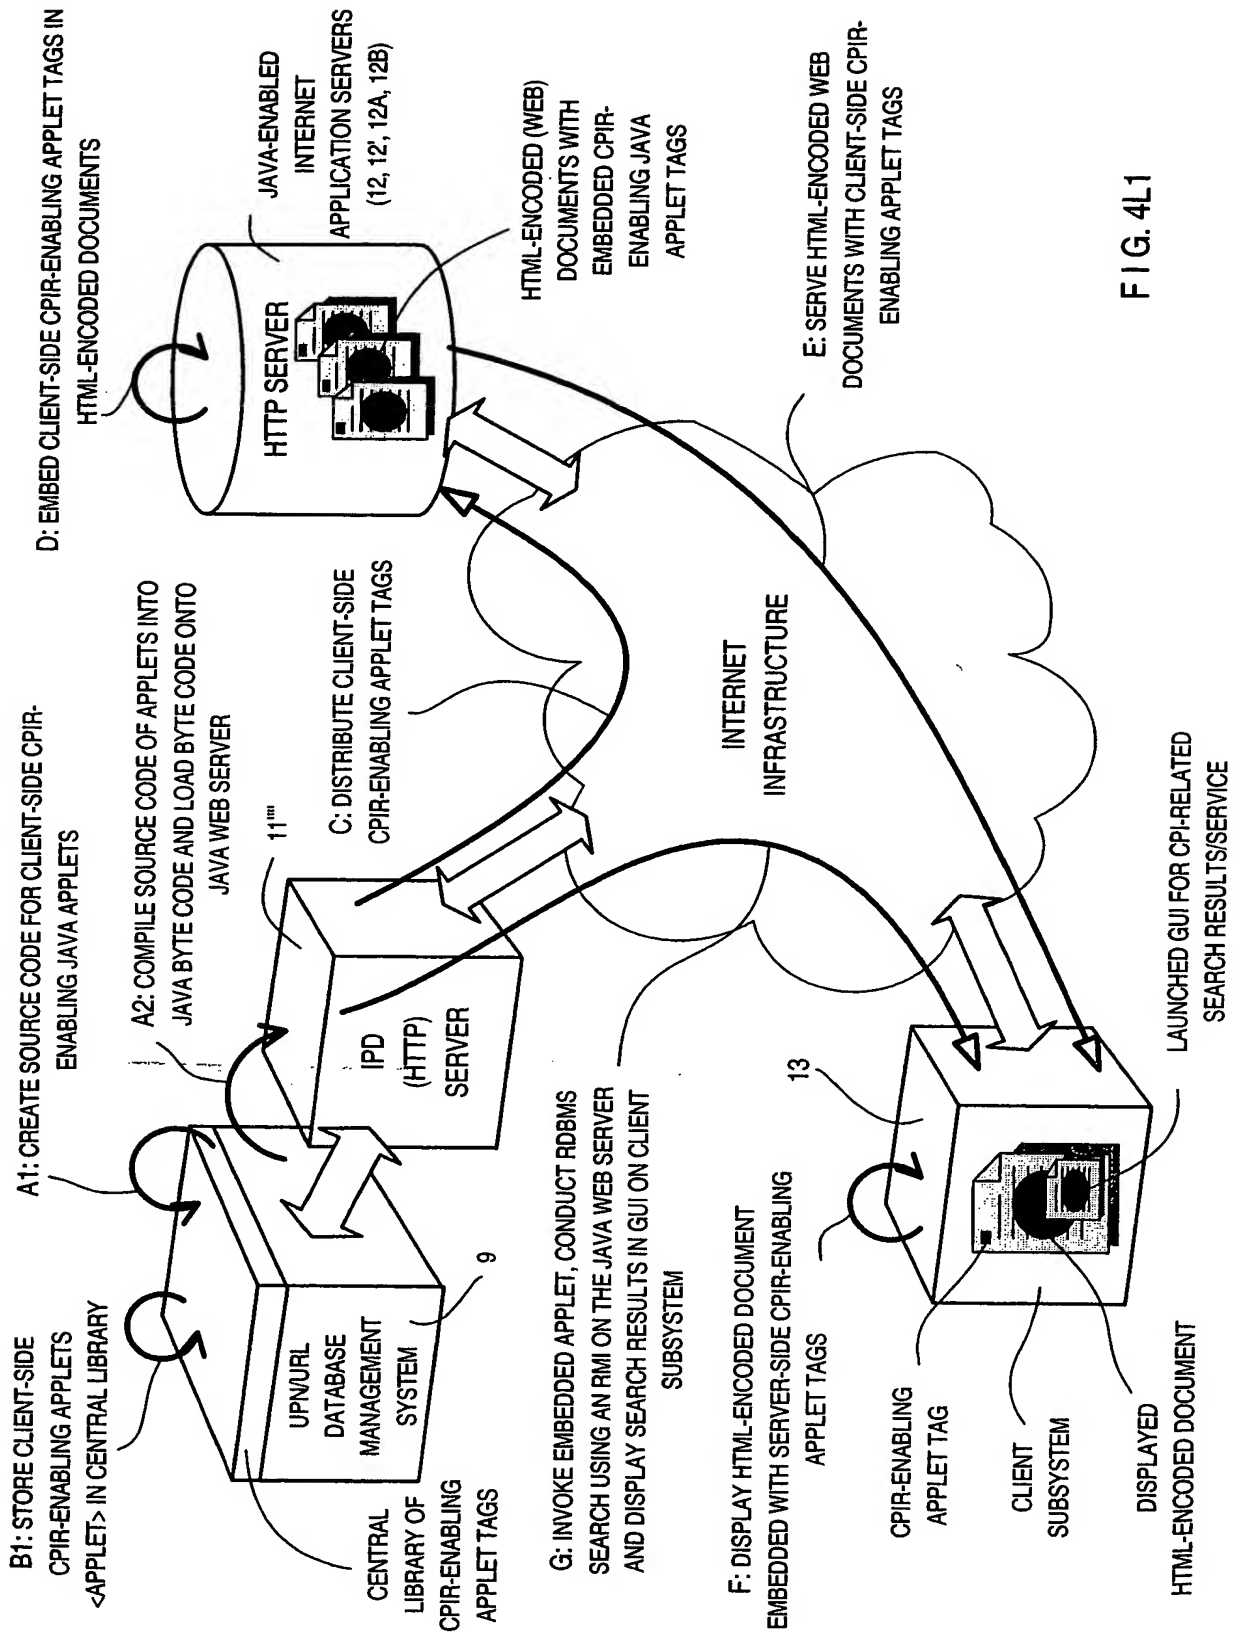 B1: STORE CLIENT-SIDE
CPIR-ENABLING APPLETS
<APPLET> IN CENTRAL LIBRARY
A1: CREATE SOURCE CODE FOR CLIENT-SIDE CPIR-
ENABLING JAVA APPLETS
A2: COMPILE SOURCE CODE OF APPLETS INTO
JAVA BYTE CODE AND LOAD BYTE CODE ONTO
JAVA WEB SERVER
11''''
D: EMBED CLIENT-SIDE CPIR-ENABLING APPLET TAGS IN
HTML-ENCODED DOCUMENTS
JAVA-ENABLED
INTERNET
APPLICATION SERVERS
(12, 12', 12A, 12B)
HTTP SERVER
HTML-ENCODED (WEB)
DOCUMENTS WITH
EMBEDDED CPIR-
ENABLING JAVA
APPLET TAGS
C: DISTRIBUTE CLIENT-SIDE
CPIR-ENABLING APPLET TAGS
UPN/URL
DATABASE
MANAGEMENT
SYSTEM
9
IPD
(HTTP)
SERVER
CENTRAL
LIBRARY OF
CPIR-ENABLING
APPLET TAGS
G: INVOKE EMBEDDED APPLET, CONDUCT RDBMS
SEARCH USING AN RMI ON THE JAVA WEB SERVER
AND DISPLAY SEARCH RESULTS IN GUI ON CLIENT
SUBSYSTEM
INTERNET
INFRASTRUCTURE
E: SERVE HTML-ENCODED WEB
DOCUMENTS WITH CLIENT-SIDE CPIR-
ENABLING APPLET TAGS
F: DISPLAY HTML-ENCODED DOCUMENT
EMBEDDED WITH SERVER-SIDE CPIR-ENABLING
APPLET TAGS
13
CPIR-ENABLING
APPLET TAG
CLIENT
SUBSYSTEM
DISPLAYED
HTML-ENCODED DOCUMENT
LAUNCHED GUI FOR CPI-RELATED
SEARCH RESULTS/SERVICE
FIG. 4L1